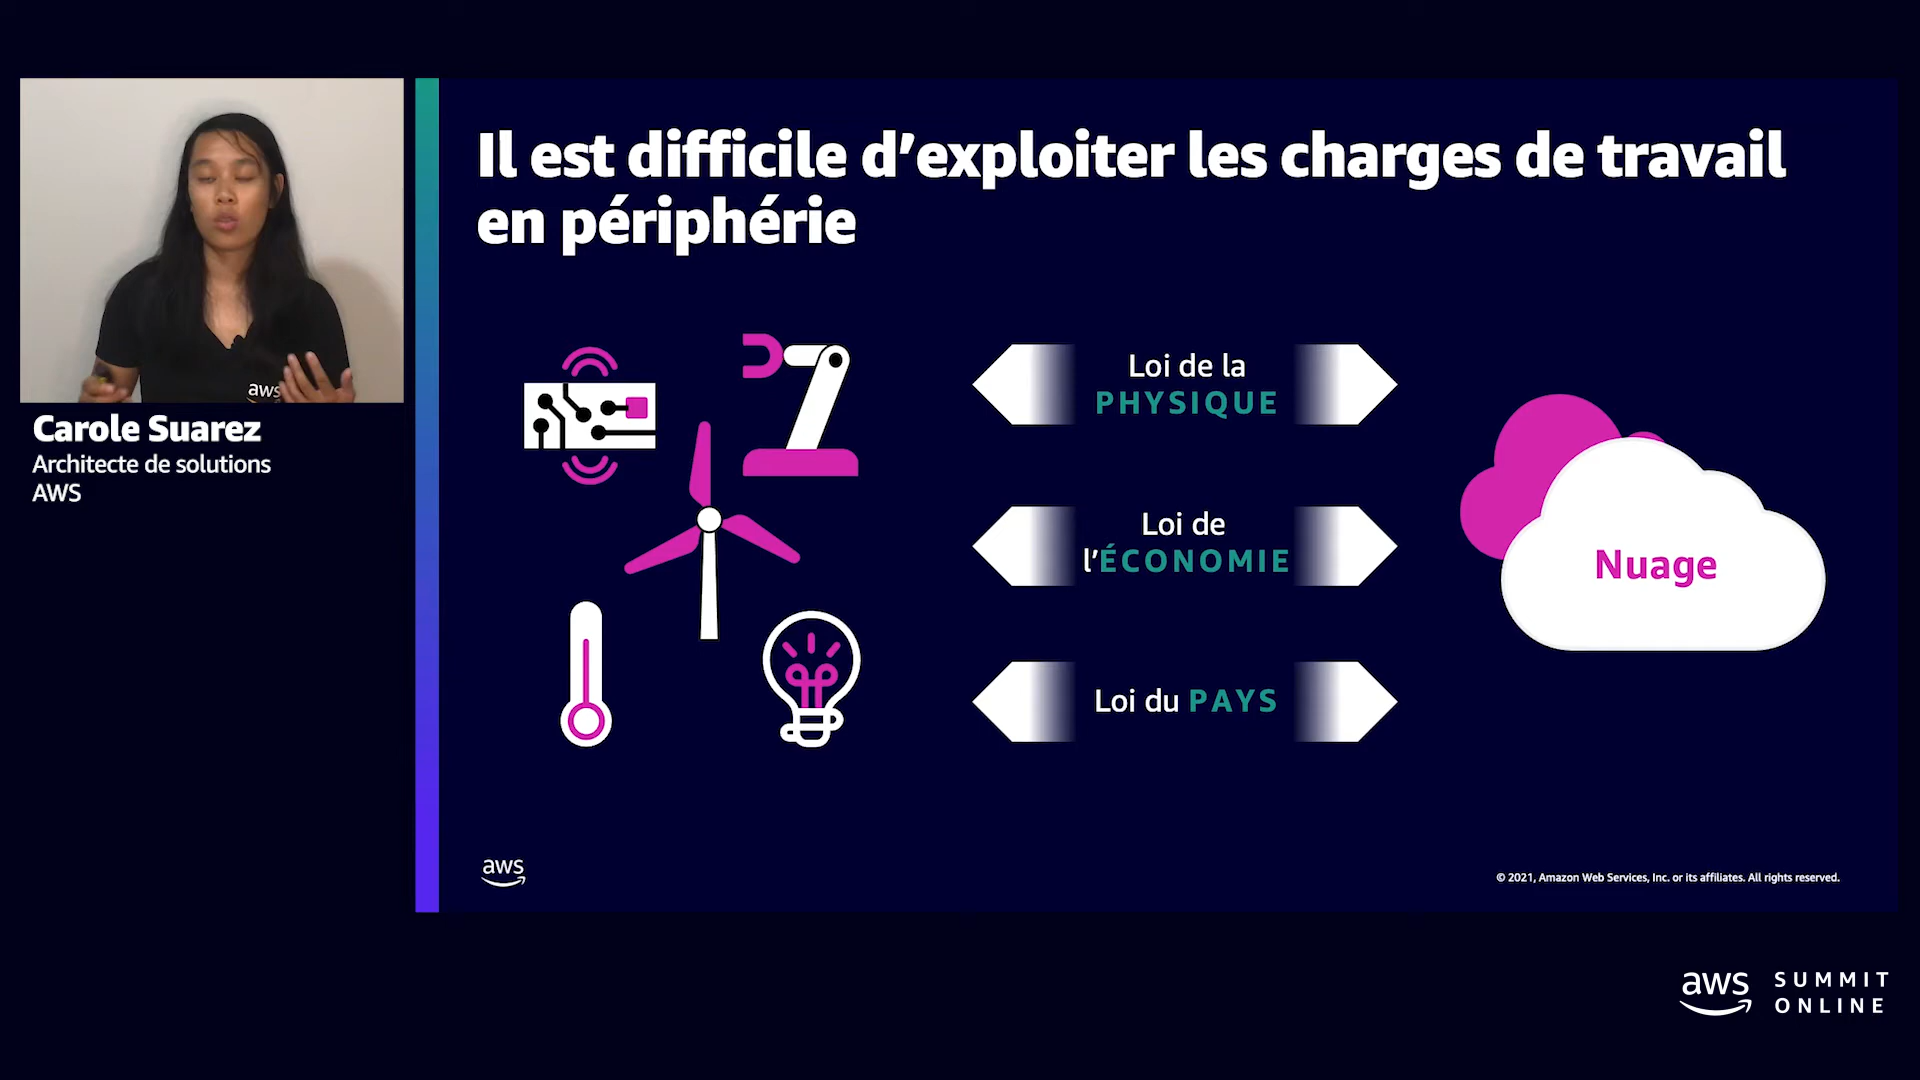 aws
Carole Suarez
Architecte de solutions
AWS
Il est difficile d’exploiter les charges de travail
en périphérie
Loi de la
PHYSIQUE
Loi de
l’ÉCONOMIE
Loi du PAYS
Nuage
aws
© 2021, Amazon Web Services, Inc. or its affiliates. All rights reserved.
aws SUMMIT
ONLINE